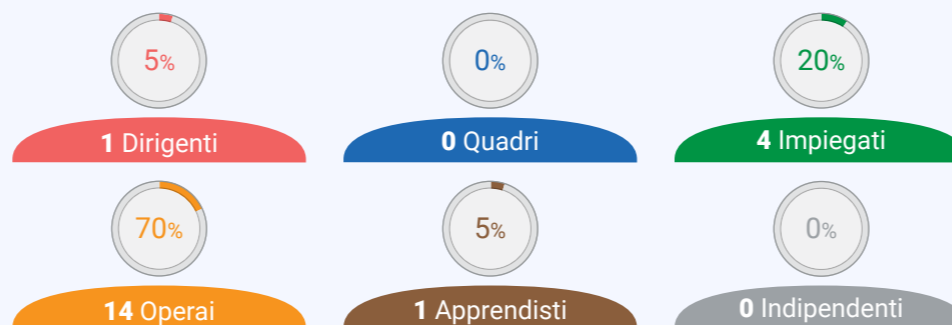 5% 0% 20%
1 Dirigenti 0 Quadri 4 Impiegati
70% 5% 0%
14 Operai 1 Apprendisti 0 Indipendenti